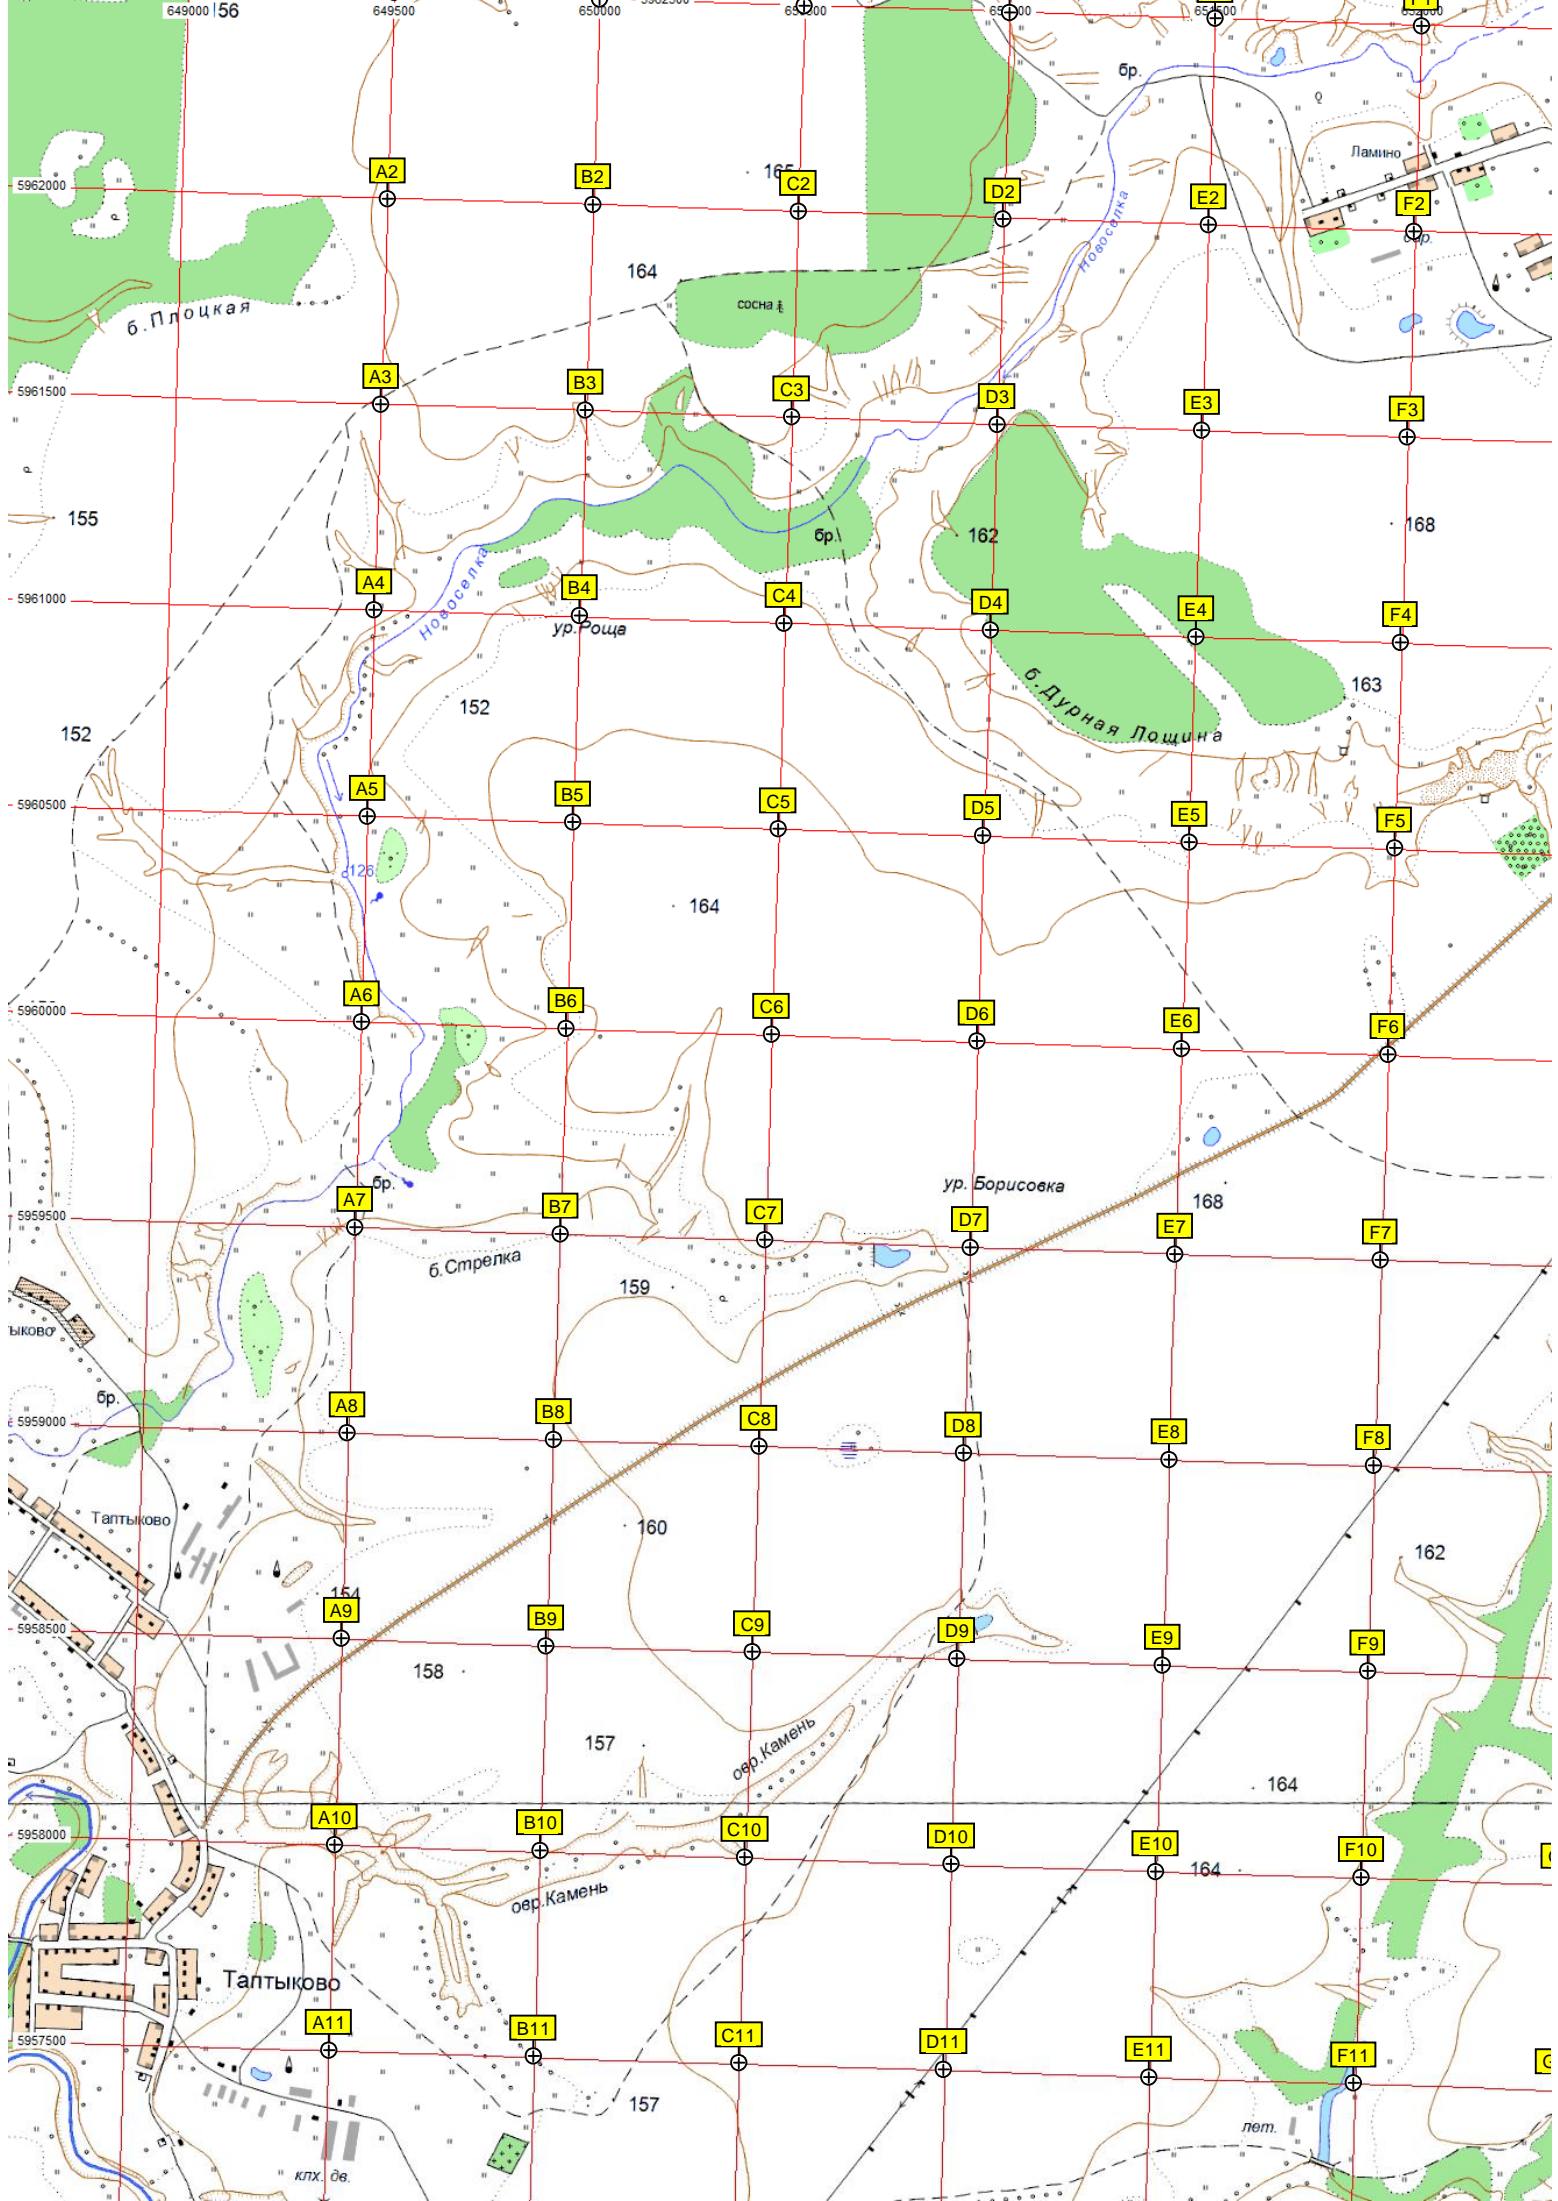 649000
156
649500
650000
652000
бр.
Ламино
A2
B2
165
C2
D2
E2
F2
5962000
Новоселка
164
сосна
б.Плоцкая
A3
B3
C3
D3
E3
F3
5961500
155
162
168
бр.
Новоселка
A4
B4
C4
D4
E4
F4
5961000
ур.Роща
б.Дурная Лощина
163
152
152
A5
B5
C5
D5
E5
F5
5960500
126
164
A6
B6
C6
D6
E6
F6
5960000
бр.
ур. Борисовка
168
A7
B7
C7
D7
E7
F7
5959500
б.Стрелка
159
ыково
бр.
A8
B8
C8
D8
E8
F8
5959000
Таптыково
160
162
154
A9
B9
C9
D9
E9
F9
5958500
158
157
овр.Камень
164
A10
B10
C10
D10
E10
F10
5958000
164
овр.Камень
Таптыково
A11
B11
C11
D11
E11
F11
5957500
157
лет.
клх. дв.